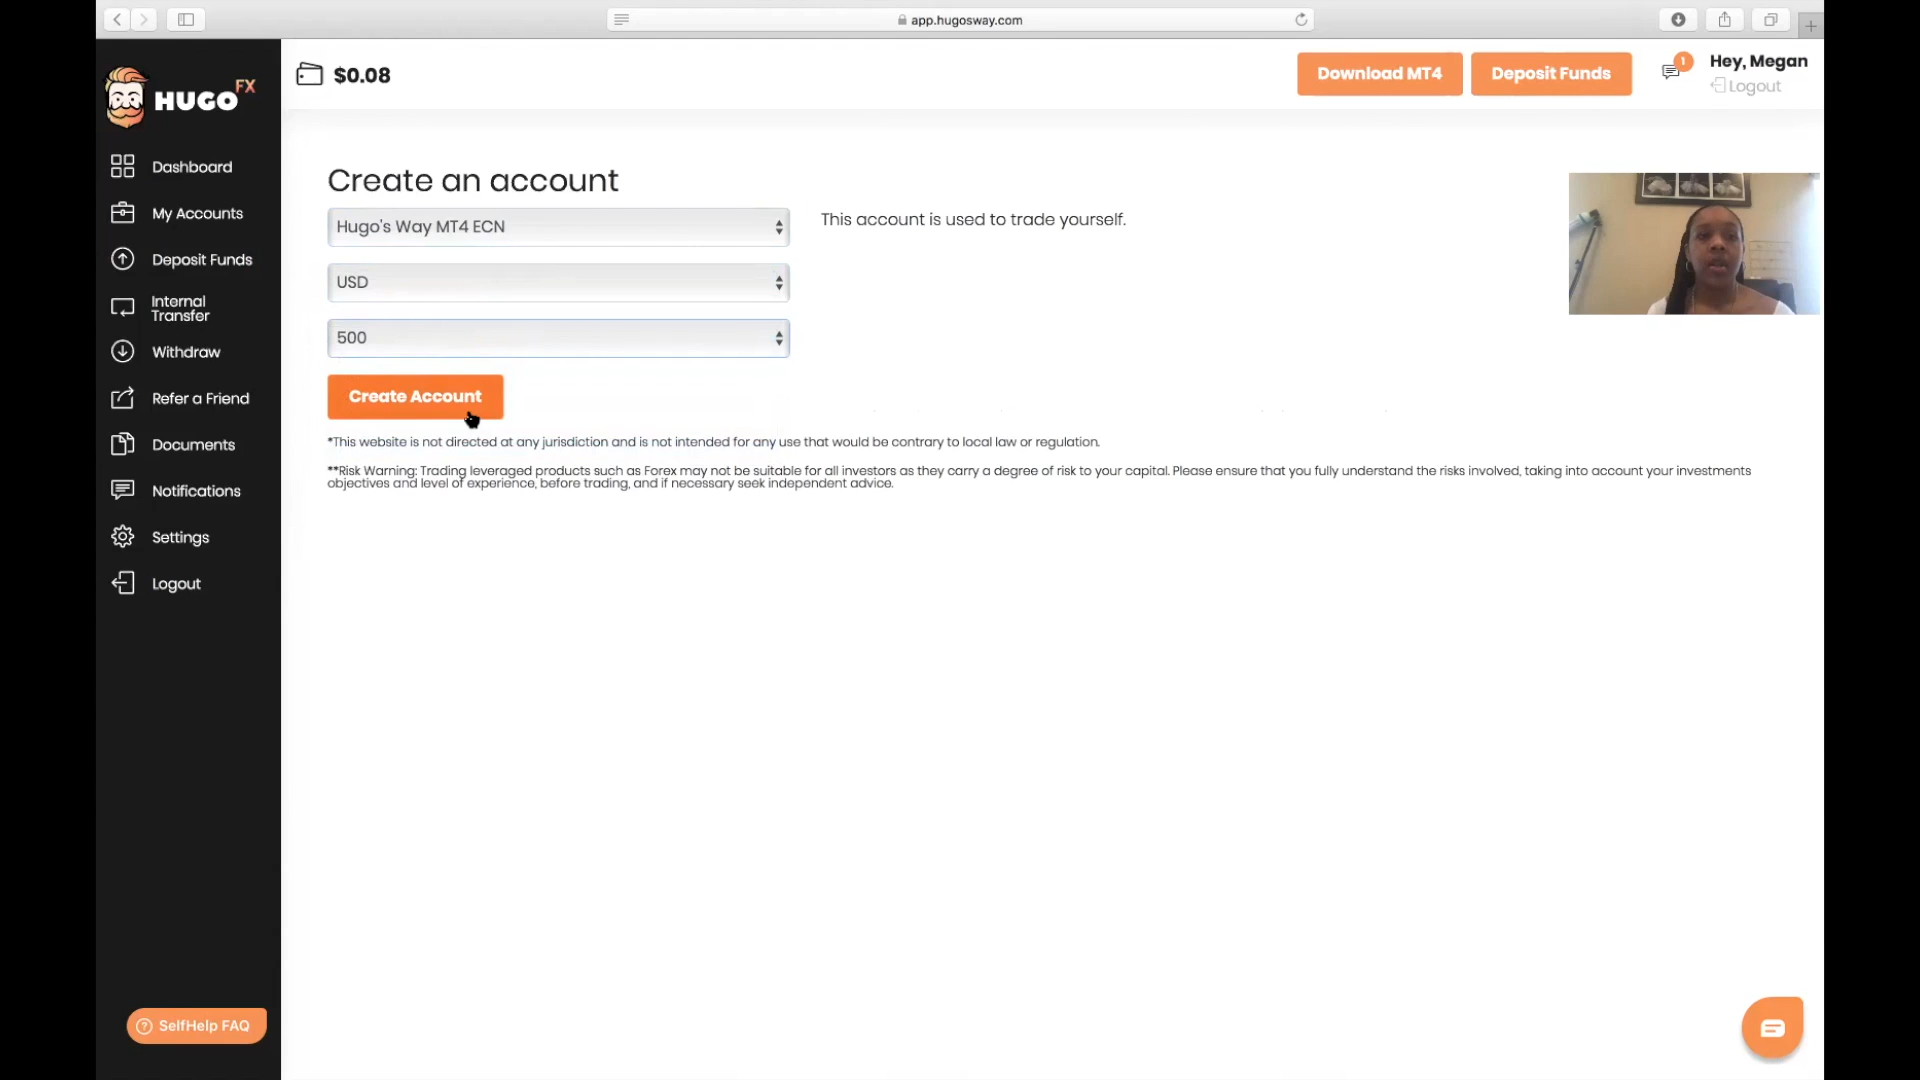 app.hugosway.com
HUGO FX
$0.08
Download MT4
Deposit Funds
1
Hey, Megan
Logout
Dashboard
My Accounts
Deposit Funds
Internal
Transfer
Withdraw
Refer a Friend
Documents
Notifications
Settings
Logout
SelfHelp FAQ
Create an account
Hugo's Way MT4 ECN
This account is used to trade yourself.
USD
500
Create Account
*This website is not directed at any jurisdiction and is not intended for any use that would be contrary to local law or regulation.
**Risk Warning: Trading leveraged products such as Forex may not be suitable for all investors as they carry a degree of risk to your capital. Please ensure that you fully understand the risks involved, taking into account your investments
objectives and level of experience, before trading, and if necessary seek independent advice.